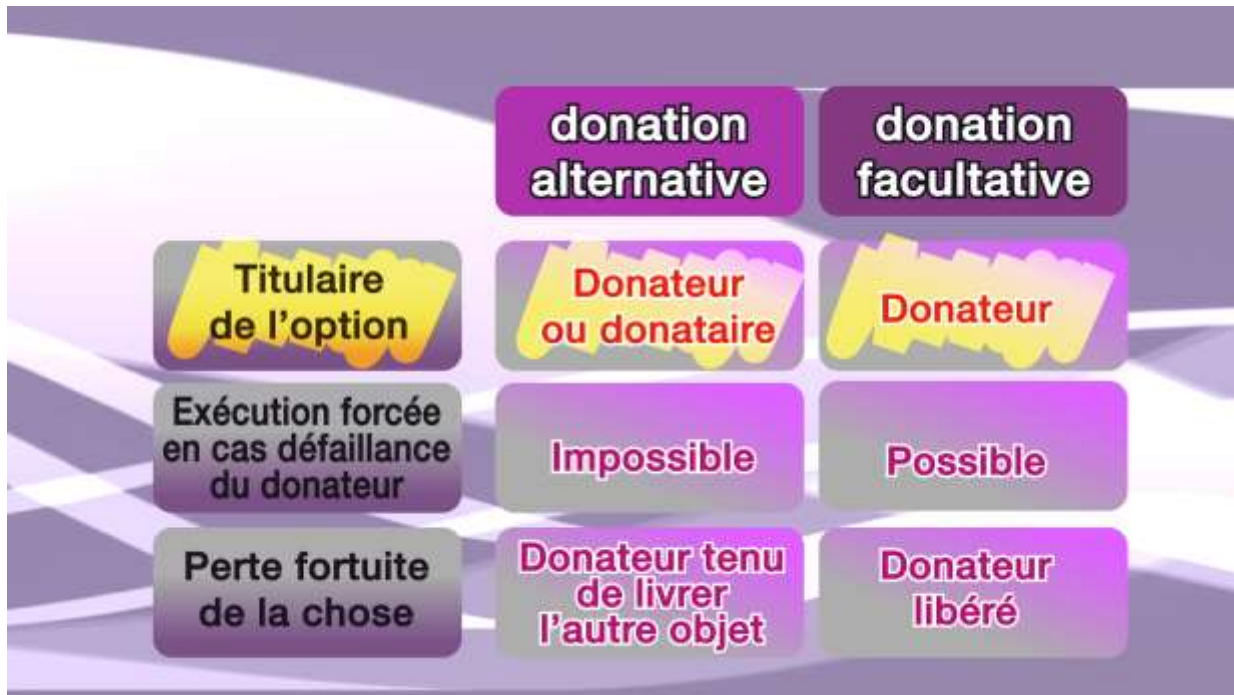 donation
alternative
donation
facultative
Titulaire
de l'option
Donateur
ou donataire
Donateur
Exécution forcée
en cas défaillance
du donateur
Impossible
Possible
Perte fortuite
de la chose
Donateur tenu
de livrer
l'autre objet
Donateur
libéré